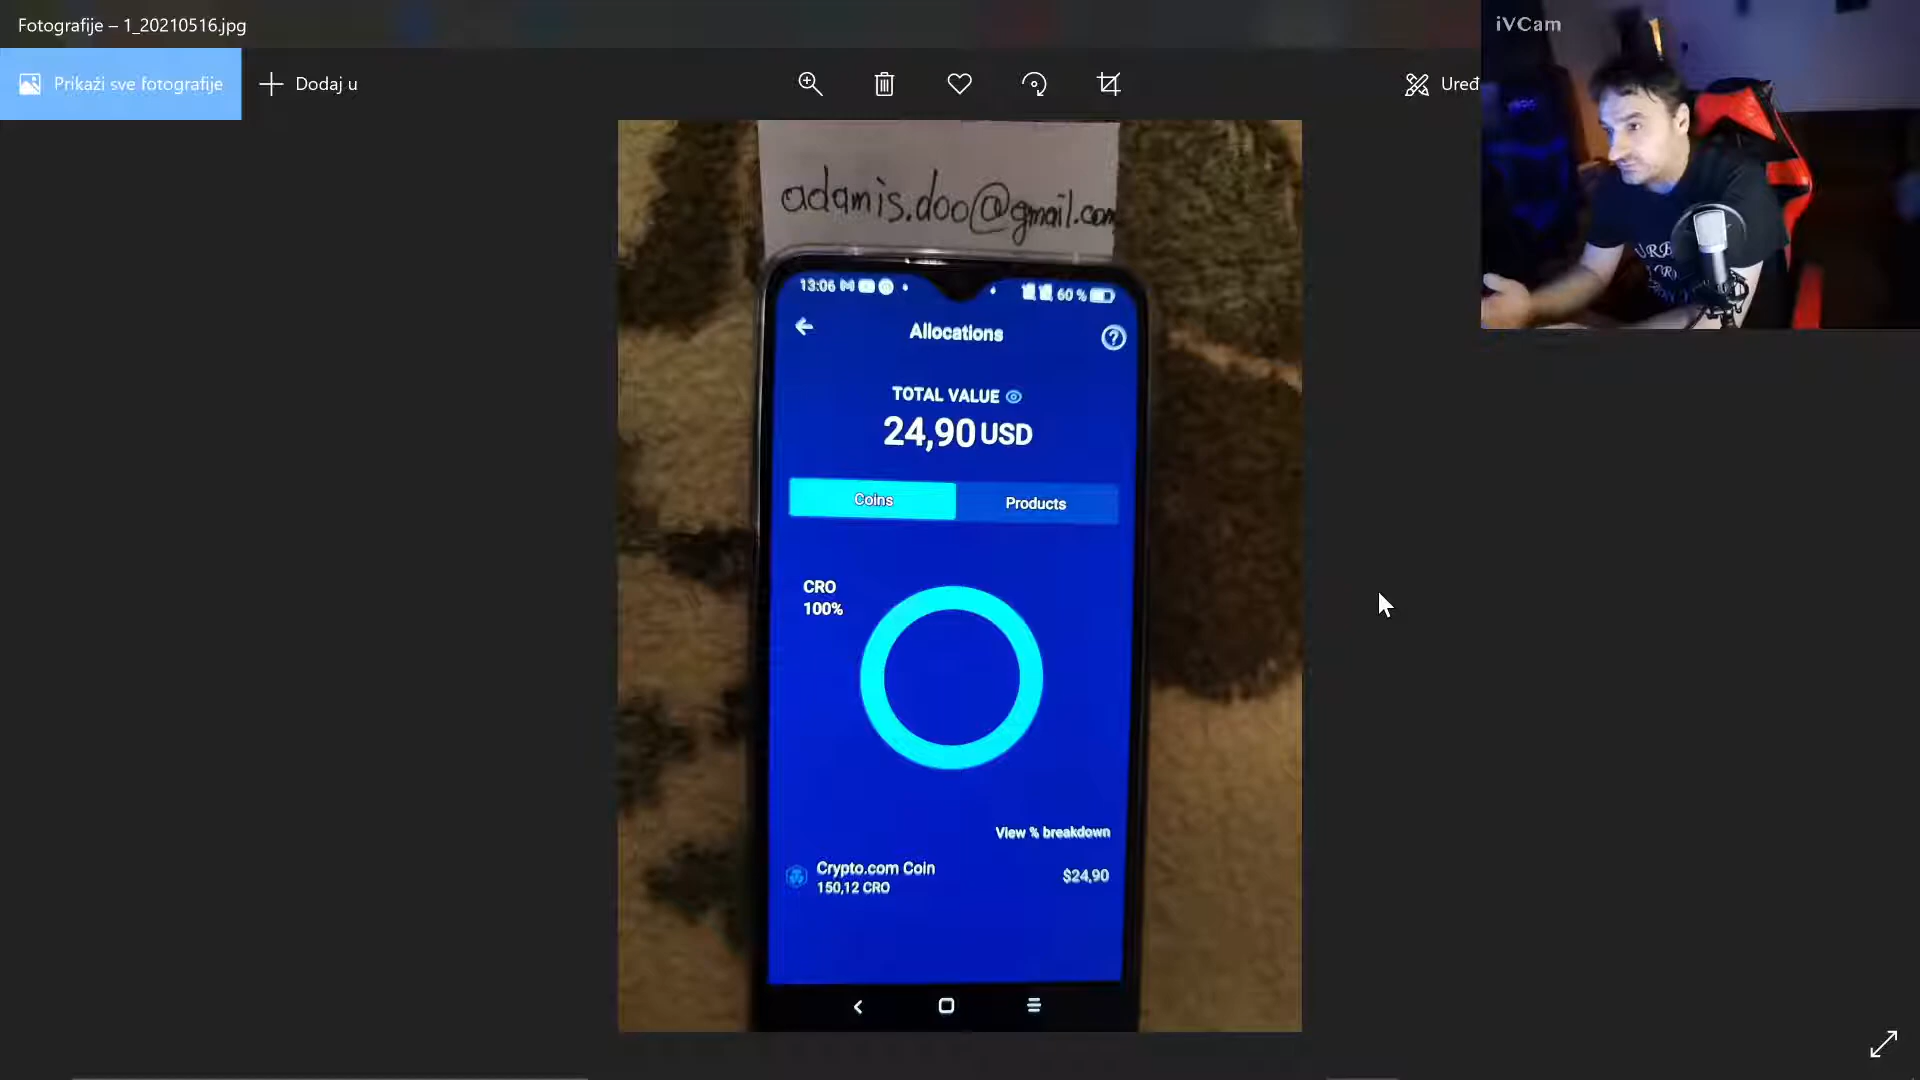 Fotografije – 1_20210516.jpg
iVCam
Prikaži sve fotografije
Dodaj u
Uređ
adamis.doo@gmail.com
13:06
60 %
Allocations
TOTAL VALUE
24,90 USD
Coins
Products
CRO
100%
View % breakdown
Crypto.com Coin
$24,90
150,12 CRO